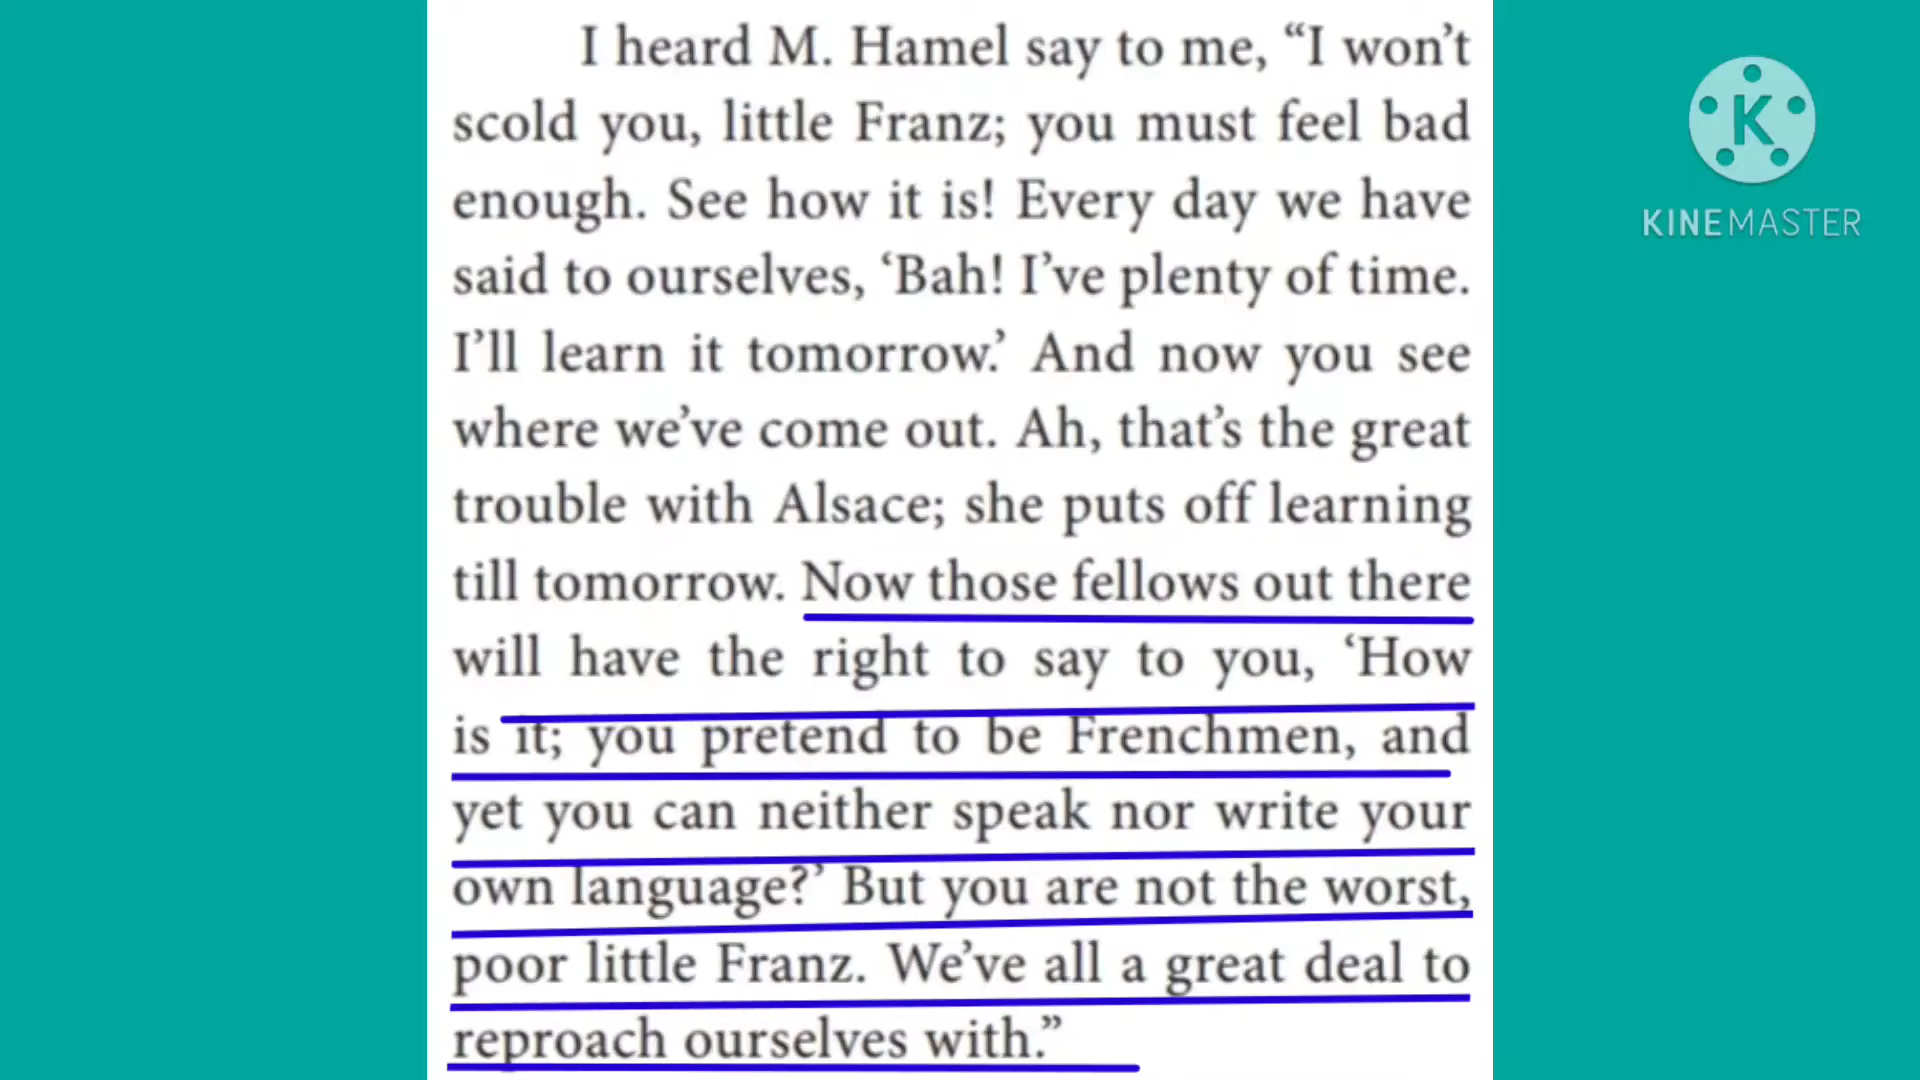 I heard M. Hamel say to me, “I won’t
scold you, little Franz; you must feel bad
enough. See how it is! Every day we have
said to ourselves, ‘Bah! I’ve plenty of time.
I’ll learn it tomorrow.’ And now you see
where we’ve come out. Ah, that’s the great
trouble with Alsace; she puts off learning
till tomorrow. Now those fellows out there
will have the right to say to you, ‘How
is it; you pretend to be Frenchmen, and
yet you can neither speak nor write your
own language?’ But you are not the worst,
poor little Franz. We’ve all a great deal to
reproach ourselves with.”
K
KINEMASTER